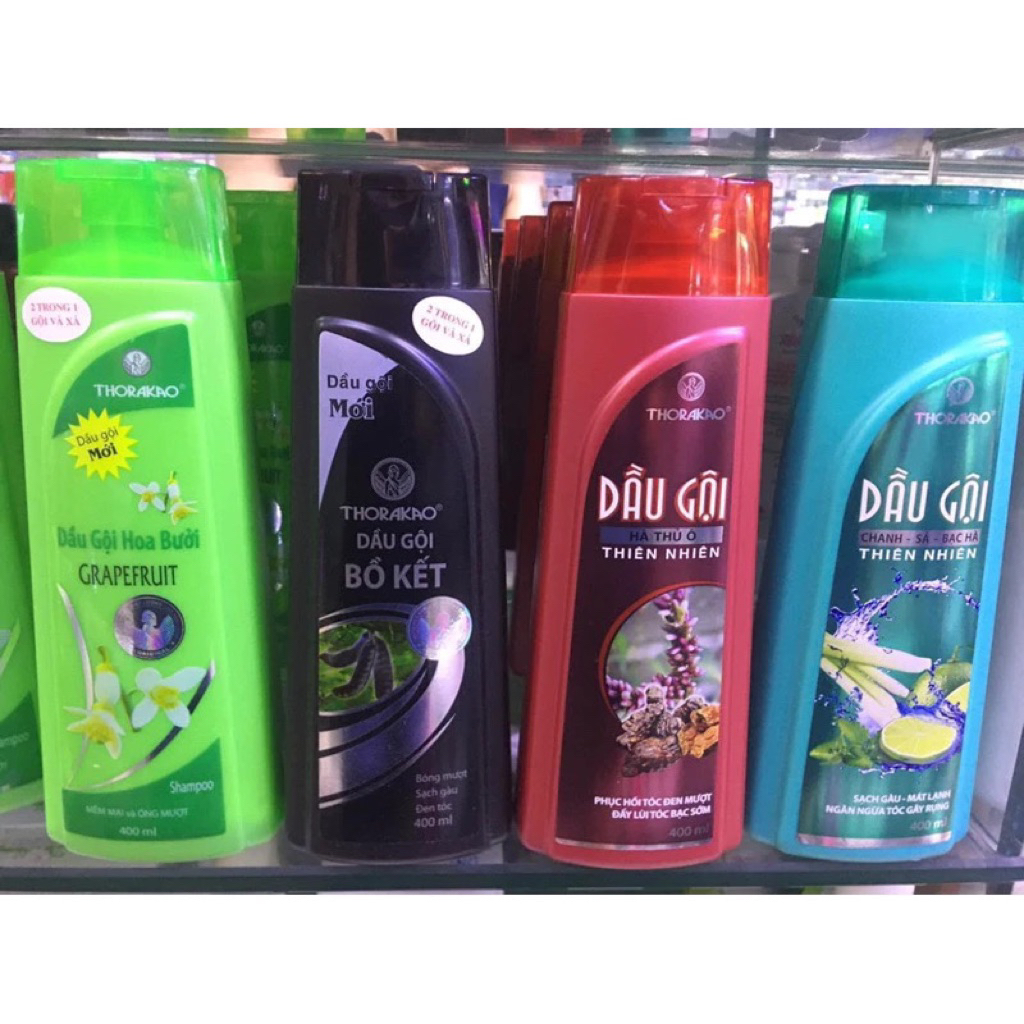 2 TRONG 1
GỘI VÀ XẢ
THORAKAO®
Dầu gội
Mới
Dầu Gội Hoa Bưởi
GRAPEFRUIT
Shampoo
MỀM MẠI và ÓNG MƯỢT
400 ml
2 TRONG 1
GỘI VÀ XẢ
Dầu gội
Mới
THORAKAO®
DẦU GỘI
BỒ KẾT
Bóng mượt
Sạch gàu
Đen tóc
400 ml
THORAKAO®
DẦU GỘI
HÀ THỦ Ô
THIÊN NHIÊN
PHỤC HỒI TÓC ĐEN MƯỢT
ĐẨY LÙI TÓC BẠC SỚM
400 ml
THORAKAO®
DẦU GỘI
CHANH - SẢ - BẠC HÀ
THIÊN NHIÊN
SẠCH GÀU - MÁT LẠNH
NGĂN NGỪA TÓC GÃY RỤNG
400 ml